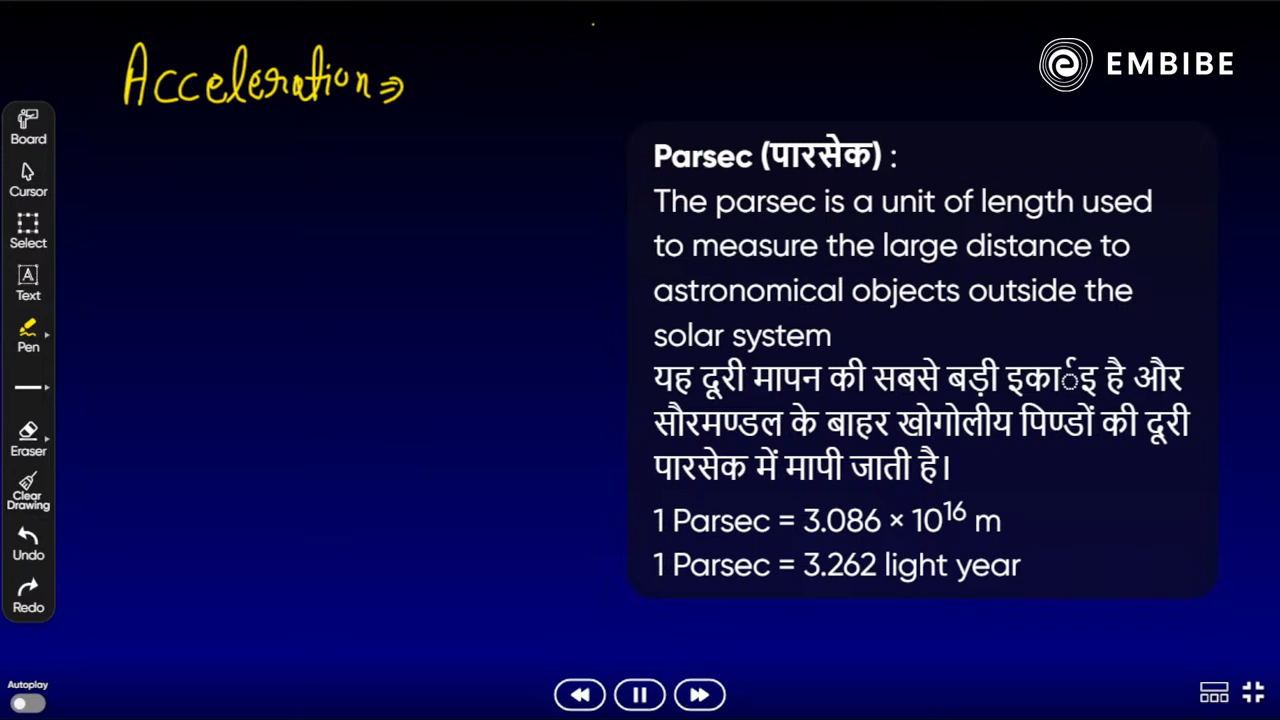 Acceleration ⇒
EMBIBE
Board
Cursor
Select
Text
Pen
Eraser
Clear
Drawing
Undo
Redo
Parsec (पारसेक) :
The parsec is a unit of length used
to measure the large distance to
astronomical objects outside the
solar system
यह दूरी मापन की सबसे बड़ी इकार्इ है और
सौरमण्डल के बाहर खोगोलीय पिण्डों की दूरी
पारसेक में मापी जाती है।
1 Parsec = 3.086 × 10¹⁶ m
1 Parsec = 3.262 light year
Autoplay